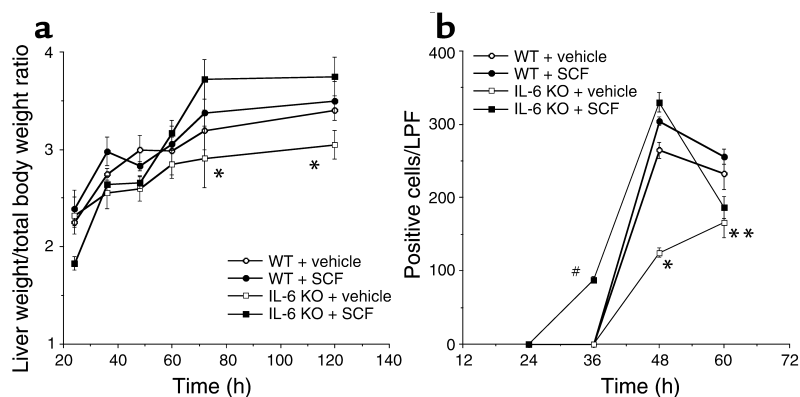 a
Liver weight/total body weight ratio
4
3
2
1
20 40 60 80 100 120 140
Time (h)
*
*
WT + vehicle
WT + SCF
IL-6 KO + vehicle
IL-6 KO + SCF
b
Positive cells/LPF
400
300
200
100
0
12 24 36 48 60 72
Time (h)
WT + vehicle
WT + SCF
IL-6 KO + vehicle
IL-6 KO + SCF
#
*
**